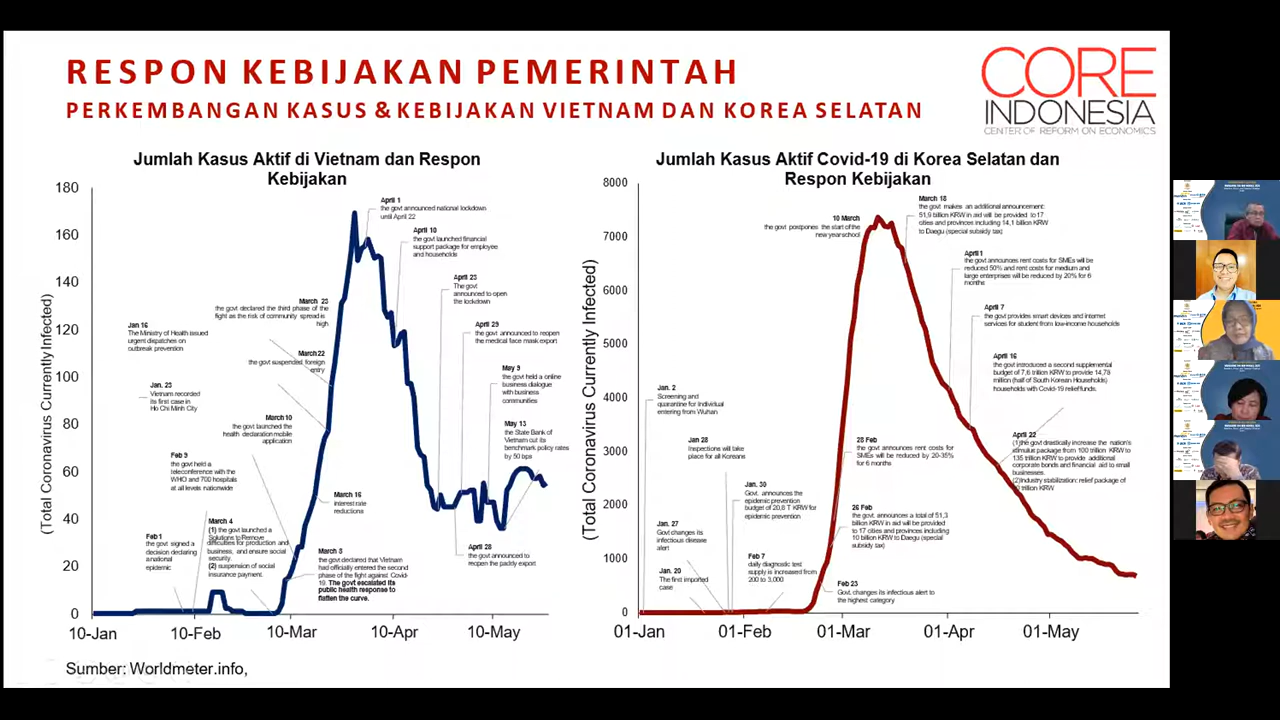 RESPON KEBIJAKAN PEMERINTAH
PERKEMBANGAN KASUS & KEBIJAKAN VIETNAM DAN KOREA SELATAN
CORE
INDONESIA
CENTER OF REFORM ON ECONOMICS
Jumlah Kasus Aktif di Vietnam dan Respon
Kebijakan
(Total Coronavirus Currently Infected)
180
160
140
120
100
80
60
40
20
0
10-Jan
10-Feb
10-Mar
10-Apr
10-May
Jan 16
The Ministry of Health issued
urgent dispatches on
outbreak prevention
Jan. 23
Vietnam recorded
its first case in
Ho Chi Minh City
Feb 1
the govt signed a
decision declaring
a national
epidemic
Feb 9
the govt held a
teleconference with the
WHO and 700 hospitals
at all levels nationwide
March 4
(1) the govt launched a
Solutions to Remove
difficulties for production and
business, and ensure social
security.
(2) suspension of social
insurance payment.
March 10
the govt launched the
health declaration mobile
application
March 22
the govt suspended foreign
entry
March 23
the govt declared the third phase of the
fight as the risk of community spread is
high
March 16
interest rate
reductions
the govt declared that Vietnam
had officially entered the second
phase of the fight against Covid-
19. The govt escalated its
public health response to
flatten the curve.
April 1
the govt announced national lockdown
until April 22
April 10
the govt launched financial
support package for employee
and households
April 23
The govt
announced to open
the lockdown
April 29
the govt announced to reopen
the medical face mask export
May 9
the govt held a online
business dialogue
with business
communities
May 13
the State Bank of
Vietnam cut its
benchmark policy rates
by 50 bps
April 28
the govt announced to
reopen the paddy export
Jumlah Kasus Aktif Covid-19 di Korea Selatan dan
Respon Kebijakan
(Total Coronavirus Currently Infected)
8000
7000
6000
5000
4000
3000
2000
1000
0
01-Jan
01-Feb
01-Mar
01-Apr
01-May
Jan. 2
Screening and
quarantine for Individual
entering from Wuhan
Jan 28
Inspections will take
place for all Koreans
Jan. 30
Govt. announces the
epidemic prevention
budget of 20,8 T KRW for
epidemic prevention
Jan. 27
Govt changes its
infectious disease
alert
Jan. 20
The first imported
case
Feb 7
daily diagnostic test
supply is increased from
200 to 3,000
10 March
the govt postpones the start of the
new year school
28 Feb
the govt announces rent costs for
SMEs will be reduced by 20-35%
for 6 months
26 Feb
the govt. announces a total of 51,3
billion KRW in aid will be provided
to 17 cities and provinces including
10 billion KRW to Daegu (special
subsidy tax)
Feb 23
Govt. changes its infectious alert to
the highest category
March 18
the govt makes an additional announcement:
51,9 billion KRW in aid will be provided to 17
cities and provinces including 14,1 billion KRW
to Daegu (special subsidy tax)
April 1
the govt announces rent costs for SMEs will be
reduced 50% and rent costs for medium and
large enterprises will be reduced by 20% for 6
months
April 7
the govt provides smart devices and internet
services for student from low-income households
April 16
the govt introduced a second supplemental
budget of 7,6 trillion KRW to provide 14,78
million (half of South Korean Households)
households with Covid-19 relief funds.
April 22
(1)the govt drastically increase the nation's
stimulus package from 100 trillion KRW to
135 trillion KRW to provide additional
corporate bonds and financial aid to small
businesses.
(2)Industry stabilization: relief package of
trillion KRW
Sumber: Worldmeter.info,